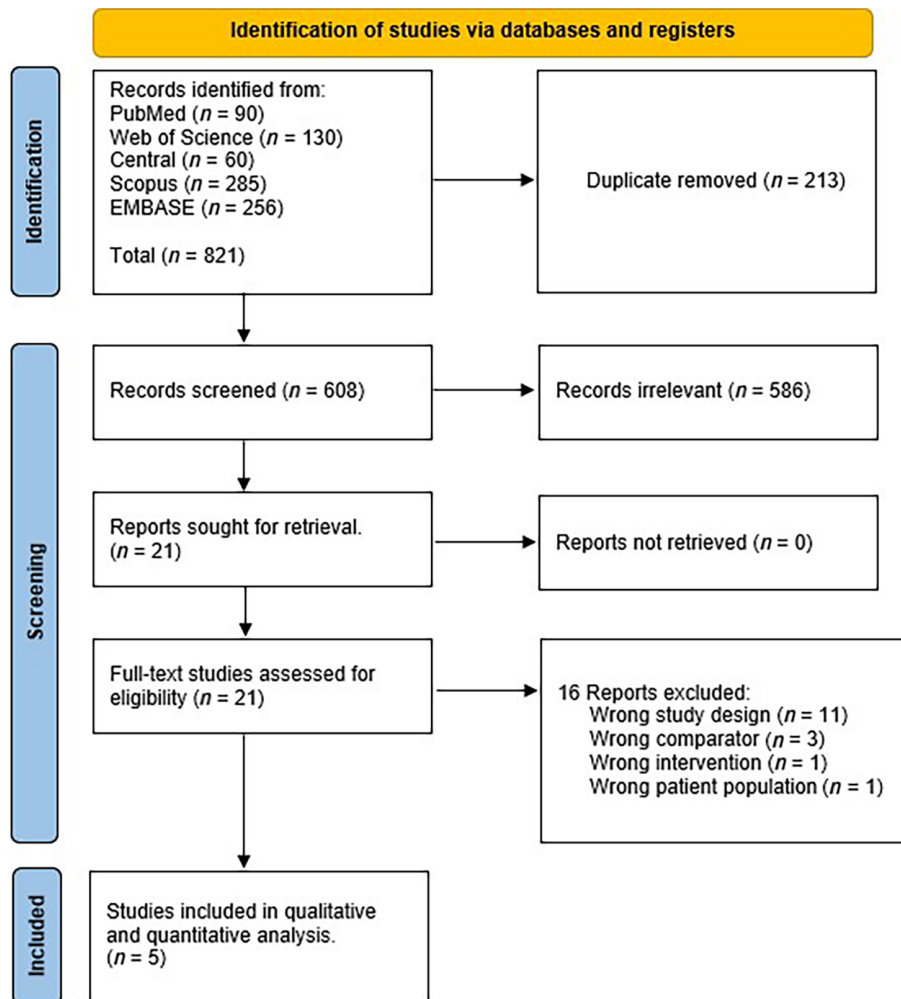 Identification of studies via databases and registers
Identification
Records identified from:
PubMed (n = 90)
Web of Science (n = 130)
Central (n = 60)
Scopus (n = 285)
EMBASE (n = 256)
Total (n = 821)
Duplicate removed (n = 213)
Screening
Records screened (n = 608)
Records irrelevant (n = 586)
Reports sought for retrieval.
(n = 21)
Reports not retrieved (n = 0)
Full-text studies assessed for
eligibility (n = 21)
16 Reports excluded:
Wrong study design (n = 11)
Wrong comparator (n = 3)
Wrong intervention (n = 1)
Wrong patient population (n = 1)
Included
Studies included in qualitative
and quantitative analysis.
(n = 5)